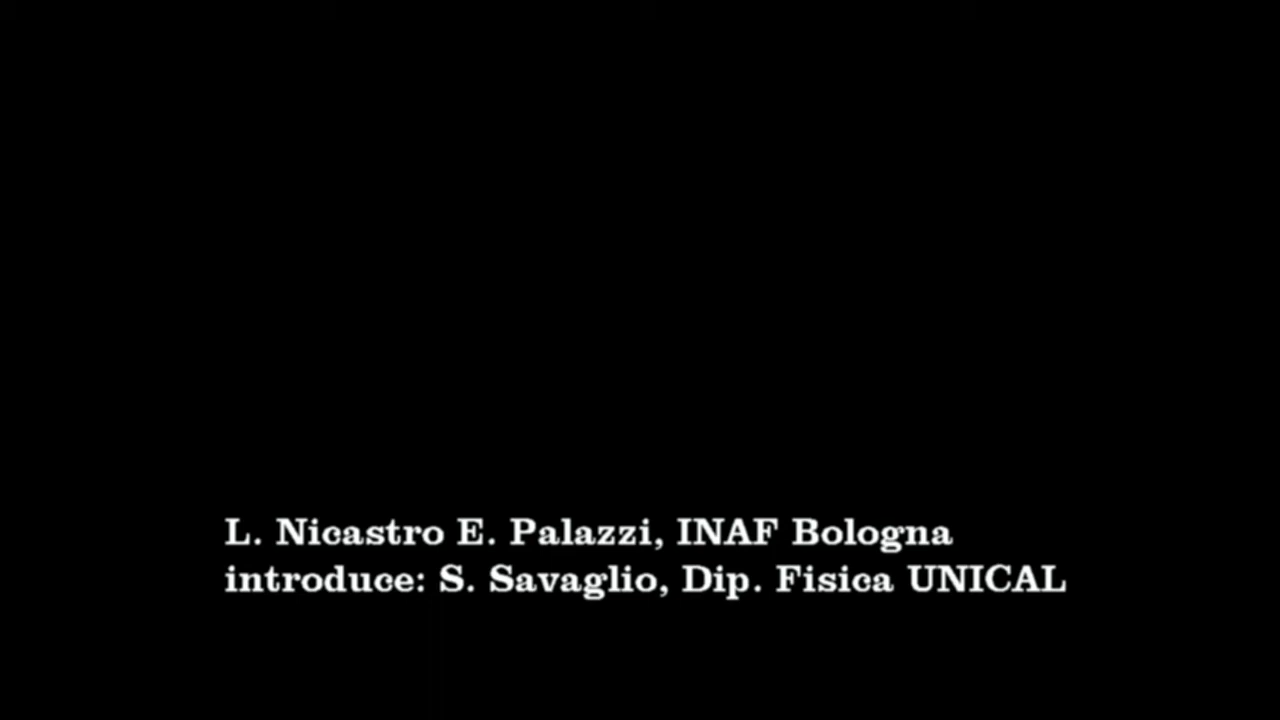 L. Nicastro E. Palazzi, INAF Bologna
introduce: S. Savaglio, Dip. Fisica UNICAL